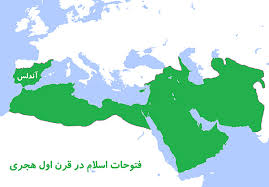 آندلس
فتوحات اسلام در قرن اول هجری